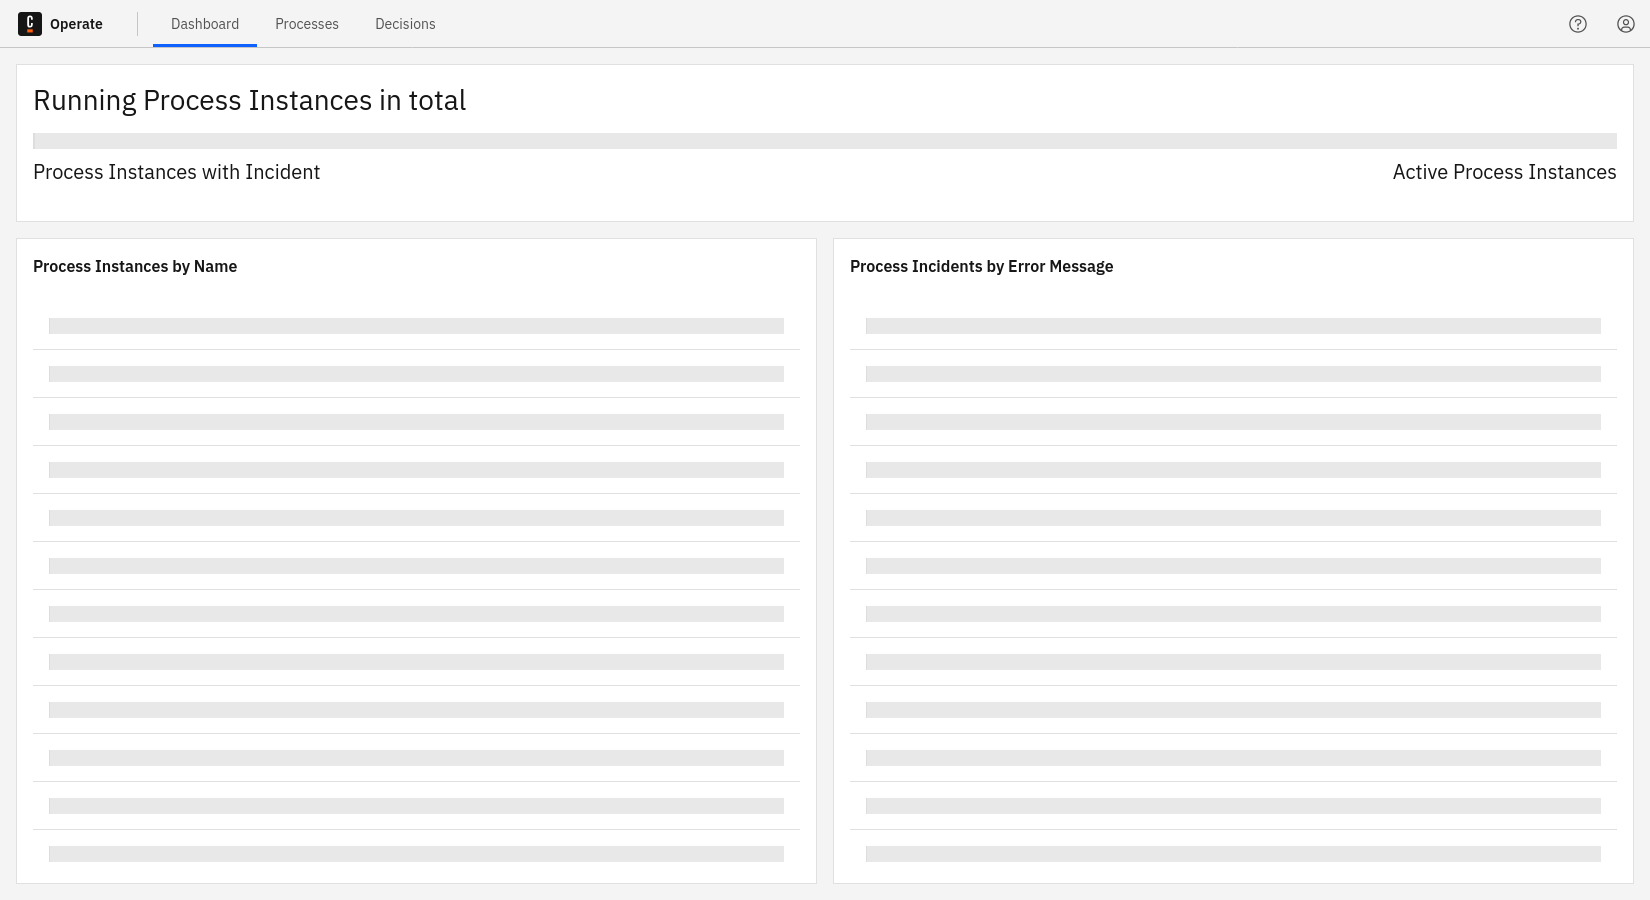 Operate
Dashboard
Processes
Decisions
Running Process Instances in total
Process Instances with Incident
Active Process Instances
Process Instances by Name
Process Incidents by Error Message